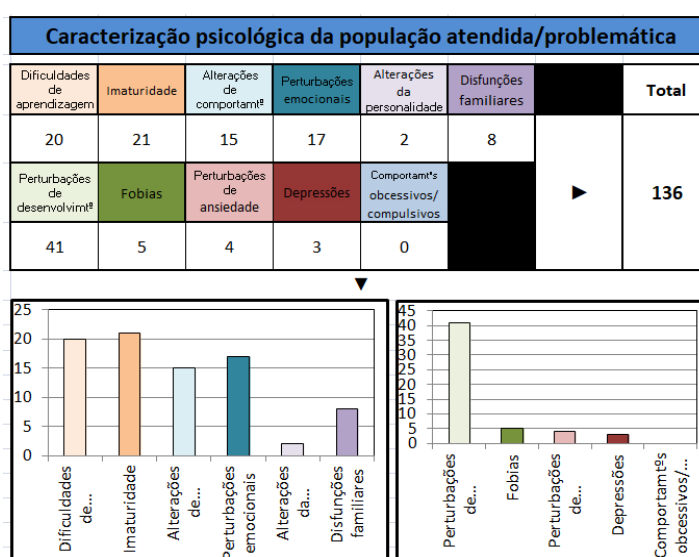 Caracterização psicológica da população atendida/problemática
Dificuldades
de
aprendizagem
Imaturidade
Alterações
de
comportamtº
Perturbações
emocionais
Alterações
da
personalidade
Disfunções
familiares
Total
20
21
15
17
2
8
Perturbações
de
desenvolvimtº
Fobias
Perturbações
de
ansiedade
Depressões
Comportamtºs
obcessivos/
compulsivos
►
136
41
5
4
3
0
▼
25
20
15
10
5
0
Dificuldades
de...
Imaturidade
Alterações
de...
Perturbações
emocionais
Alterações
da...
Disfunções
familiares
45
40
35
30
25
20
15
10
5
0
Perturbações
de...
Fobias
Perturbações
de...
Depressões
Comportamtºs
obcessivos/...